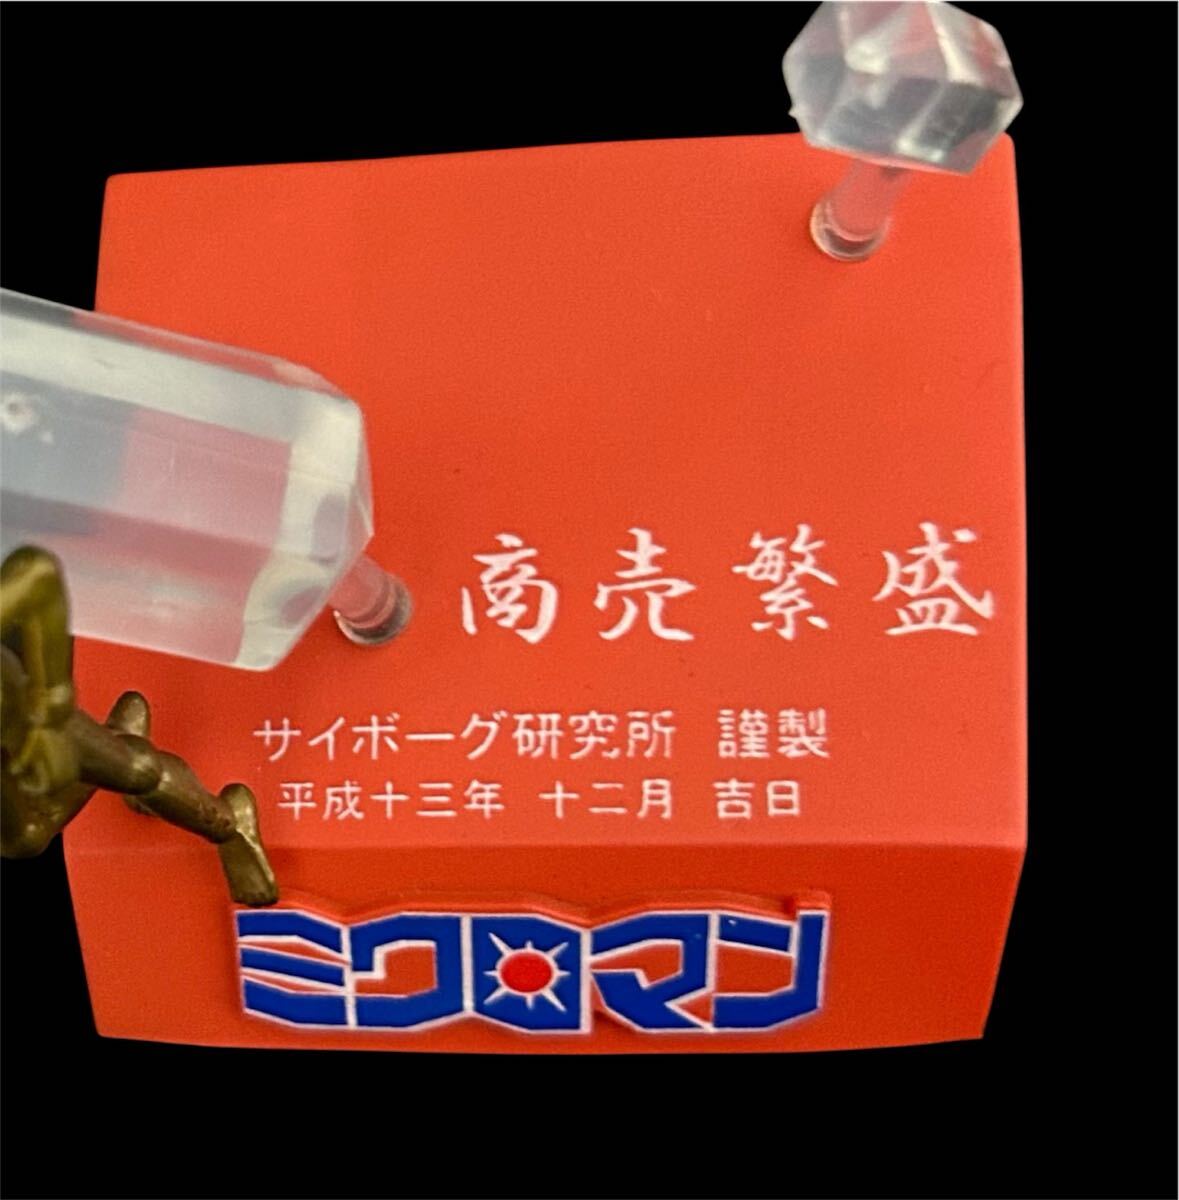 商売繁盛
サイボーグ研究所 謹製
平成十三年 十二月 吉日
ミクロマン